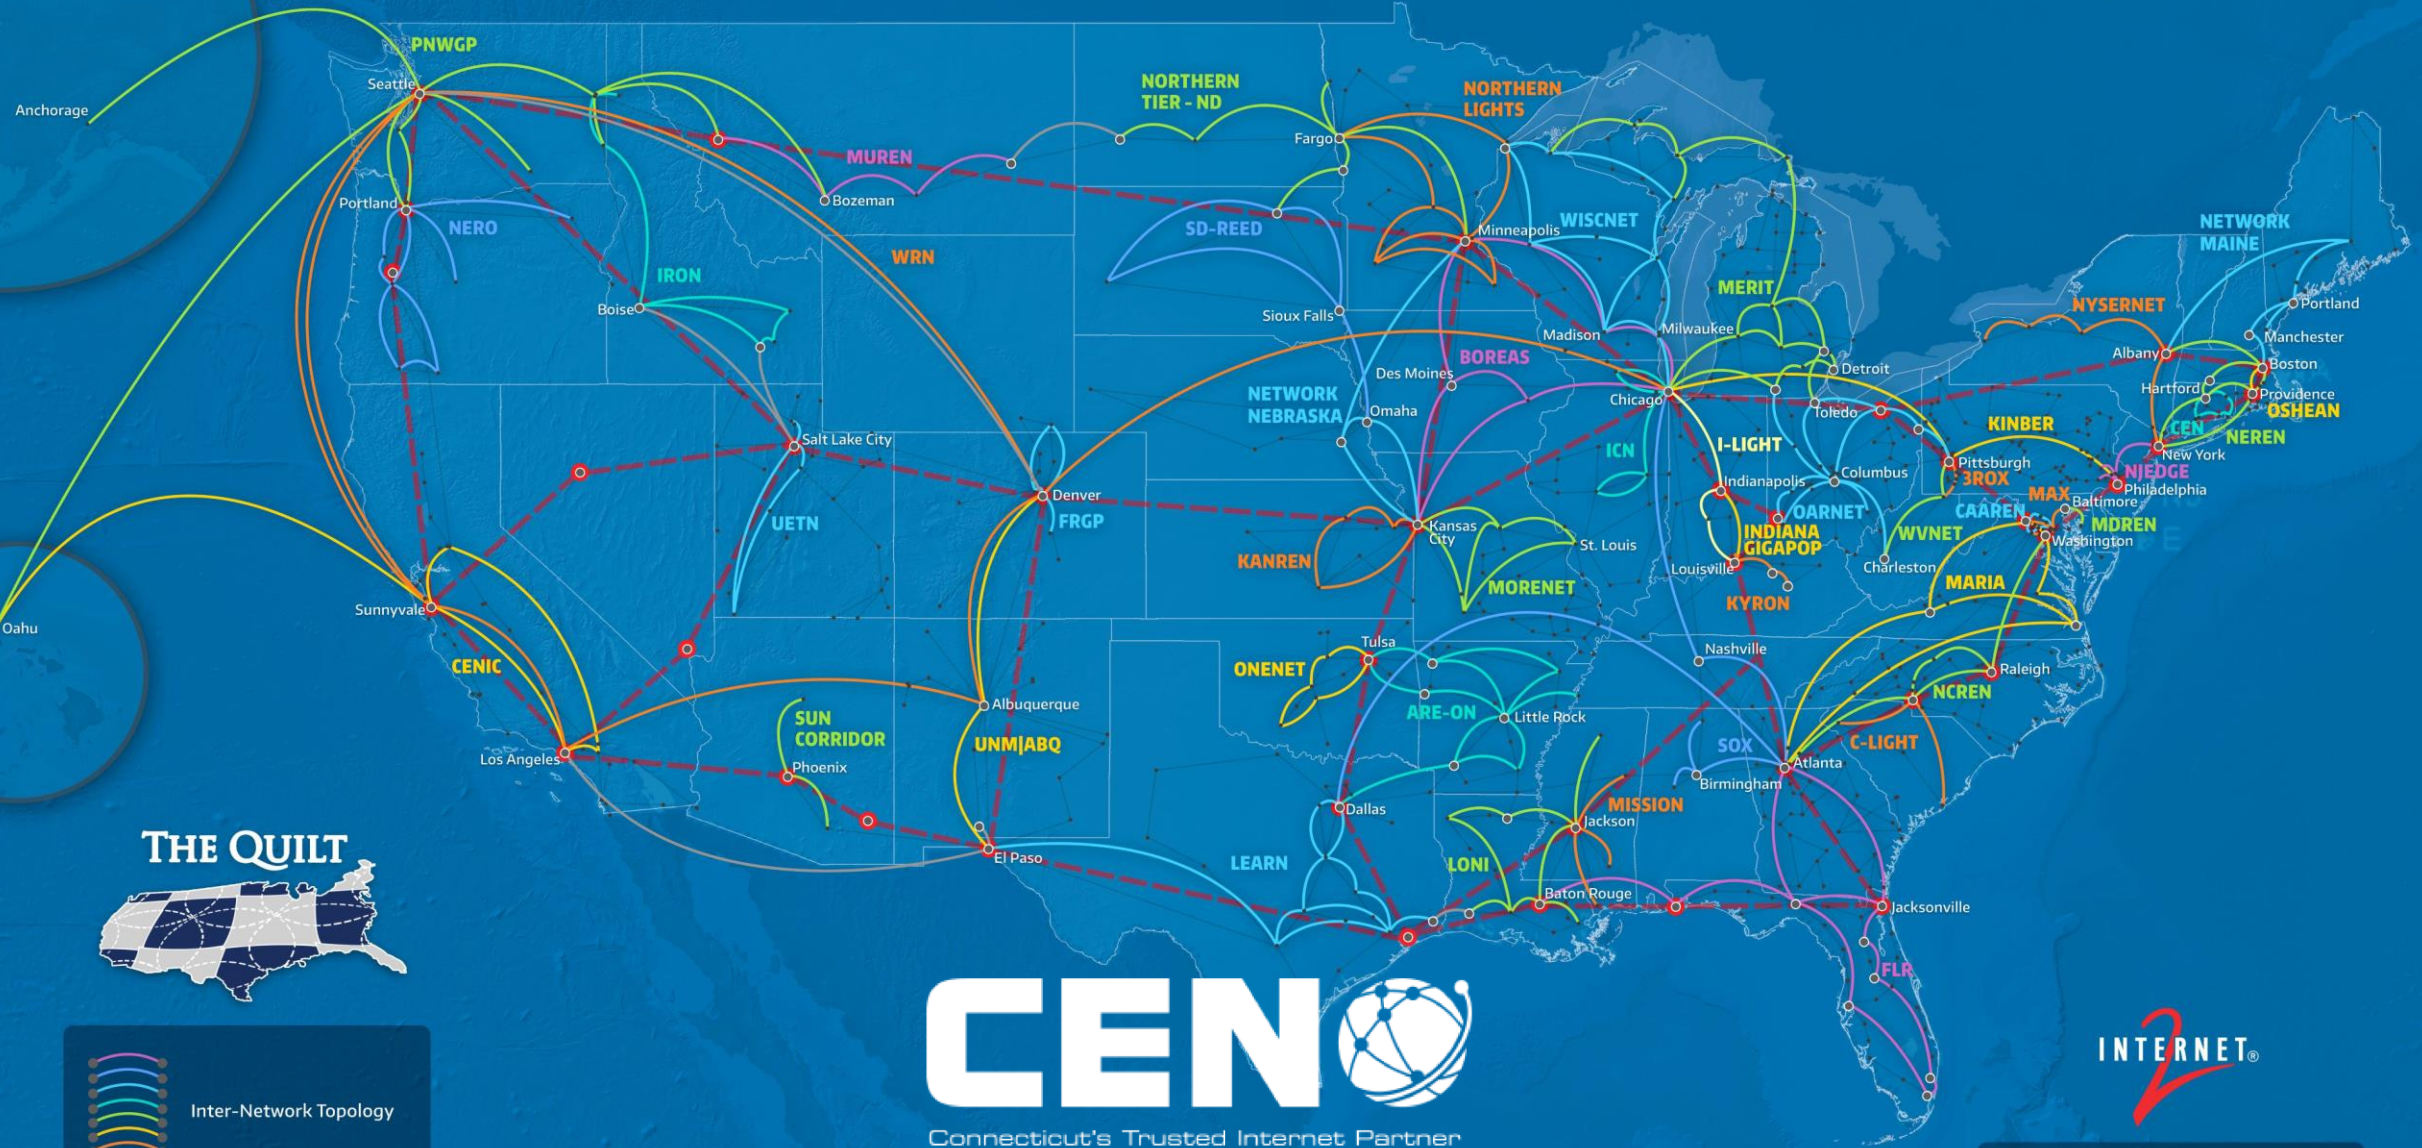 PNWGP
Seattle
Anchorage
NORTHERN
TIER - ND
NORTHERN
LIGHTS
Fargo
MUREN
Bozeman
Portland
NERO
SD-REED
Minneapolis
WISCNET
NETWORK
MAINE
WRN
IRON
Boise
Sioux Falls
MERIT
NYSERNET
Portland
Madison
Milwaukee
Manchester
BOREAS
Des Moines
Albany
Boston
Detroit
Hartford
Providence
NETWORK
NEBRASKA
Omaha
Chicago
Toledo
OSHEAN
KINBER
CEN
NEREN
Salt Lake City
ICN
I-LIGHT
New York
Pittsburgh
Columbus
NJEDGE
Indianapolis
3ROX
Philadelphia
Denver
MAX
Baltimore
FRGP
UETN
Kansas
City
OARNET
CAAREN
MDREN
INDIANA
GIGAPOP
WVNET
Washington
St. Louis
KANREN
Louisville
Charleston
MORENET
MARIA
KYRON
Sunnyvale
Oahu
Tulsa
Nashville
CENIC
ONENET
Raleigh
NCREN
Albuquerque
ARE-ON
Little Rock
SUN
CORRIDOR
UNM|ABQ
SOX
C-LIGHT
Los Angeles
Phoenix
Atlanta
Birmingham
Dallas
MISSION
Jackson
THE QUILT
El Paso
LEARN
LONI
Baton Rouge
Jacksonville
FLR
CEN
INTERNET®
2
Inter-Network Topology
Connecticut's Trusted Internet Partner